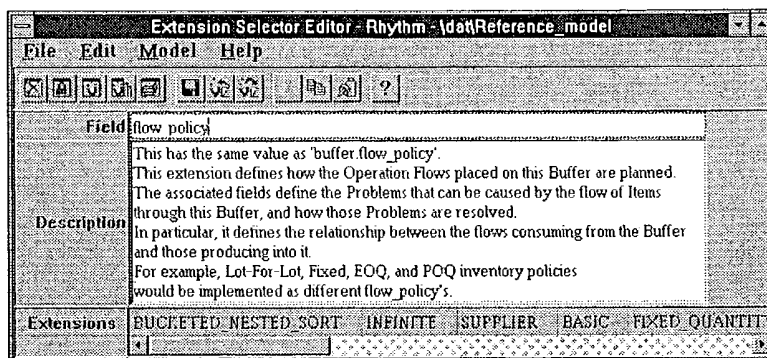 Extension Selector Editor - Rhythm - \dat\Reference_model
File Edit Model Help
?
Field flow policy
Description
This has the same value as 'buffer.flow_policy'.
This extension defines how the Operation Flows placed on this Buffer are planned.
The associated fields define the Problems that can be caused by the flow of Items
through this Buffer, and how those Problems are resolved.
In particular, it defines the relationship between the flows consuming from the Buffer
and those producing into it.
For example, Lot-For-Lot, Fixed, EOQ, and POQ inventory policies
would be implemented as different flow_policy's.
Extensions BUCKETED_NESTED_SORT INFINITE SUPPLIER BASIC FIXED_QUANTIT